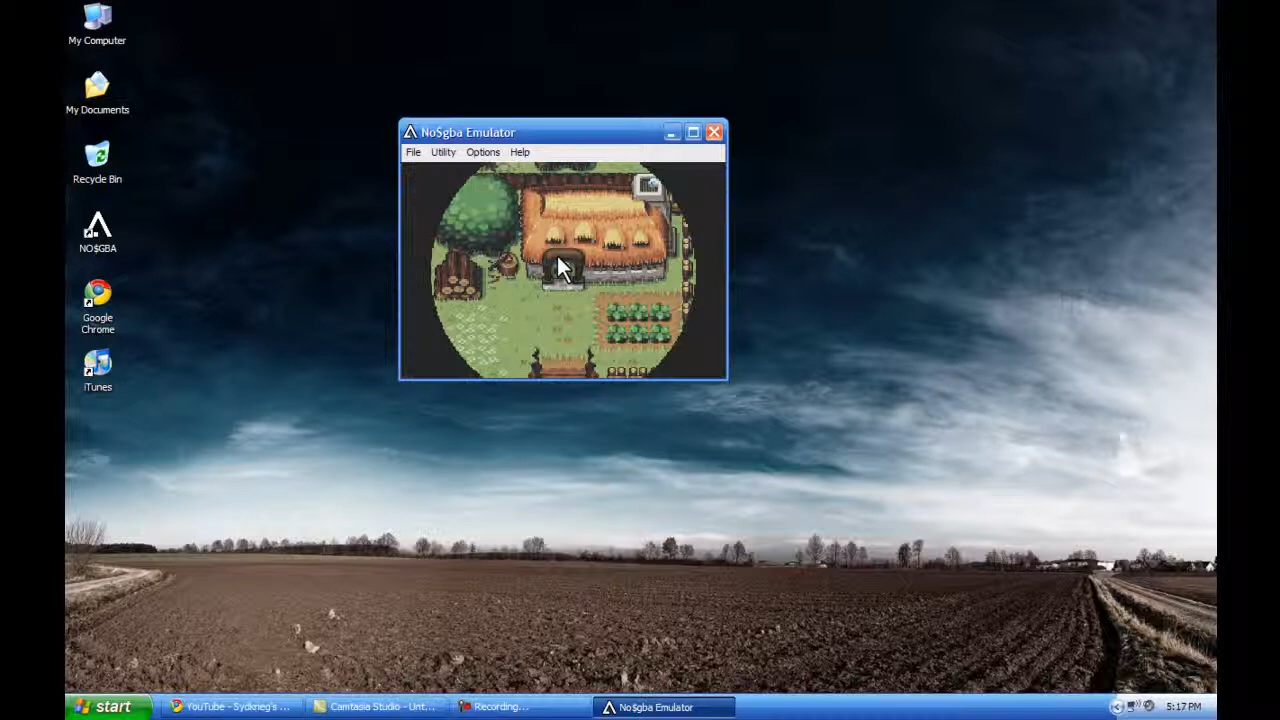 My Computer
My Documents
Recycle Bin
NO$GBA
Google
Chrome
iTunes
No$gba Emulator
File Utility Options Help
start
YouTube - Sydkrieg's ...
Camtasia Studio - Unt...
Recording...
No$gba Emulator
5:17 PM